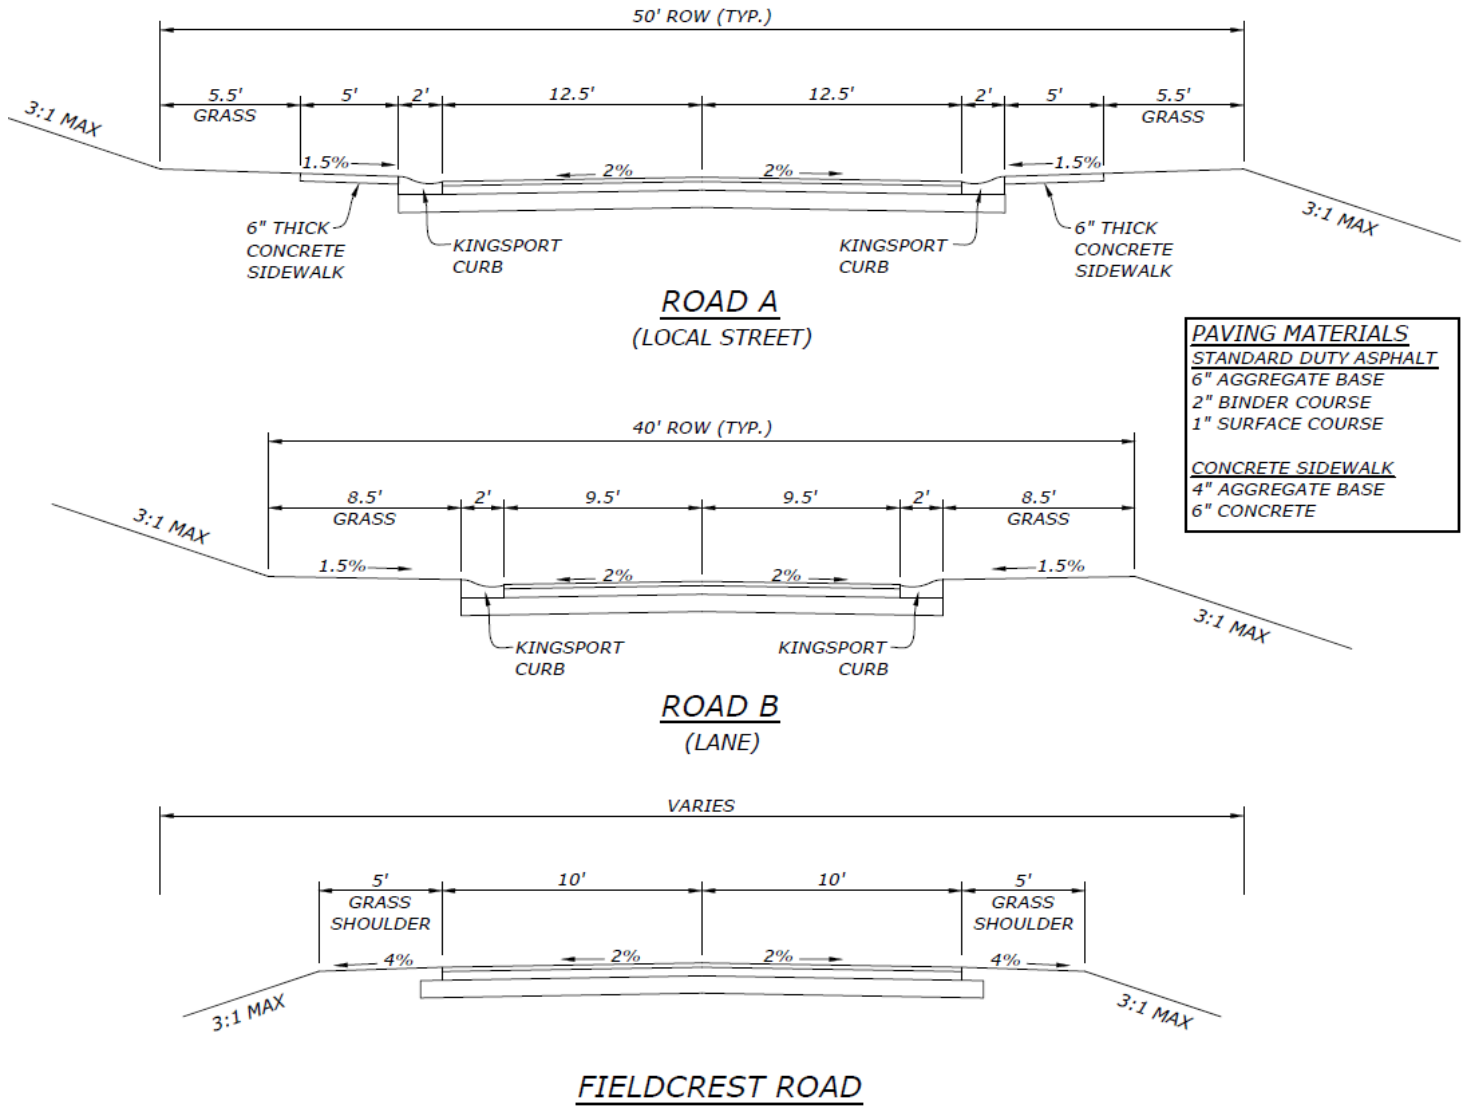 50' ROW (TYP.)
5.5' 5' 2' 12.5' 12.5' 2' 5' 5.5'
GRASS GRASS
3:1 MAX
1.5% 2% 2% 1.5%
3:1 MAX
6" THICK
CONCRETE
SIDEWALK
KINGSPORT
CURB
KINGSPORT
CURB
6" THICK
CONCRETE
SIDEWALK
ROAD A
(LOCAL STREET)
PAVING MATERIALS
STANDARD DUTY ASPHALT
6" AGGREGATE BASE
2" BINDER COURSE
1" SURFACE COURSE
CONCRETE SIDEWALK
4" AGGREGATE BASE
6" CONCRETE
40' ROW (TYP.)
8.5' 2' 9.5' 9.5' 2' 8.5'
GRASS GRASS
3:1 MAX
1.5% 2% 2% 1.5%
3:1 MAX
KINGSPORT
CURB
KINGSPORT
CURB
ROAD B
(LANE)
VARIES
5' 10' 10' 5'
GRASS
SHOULDER
GRASS
SHOULDER
4% 2% 2% 4%
3:1 MAX
3:1 MAX
FIELDCREST ROAD